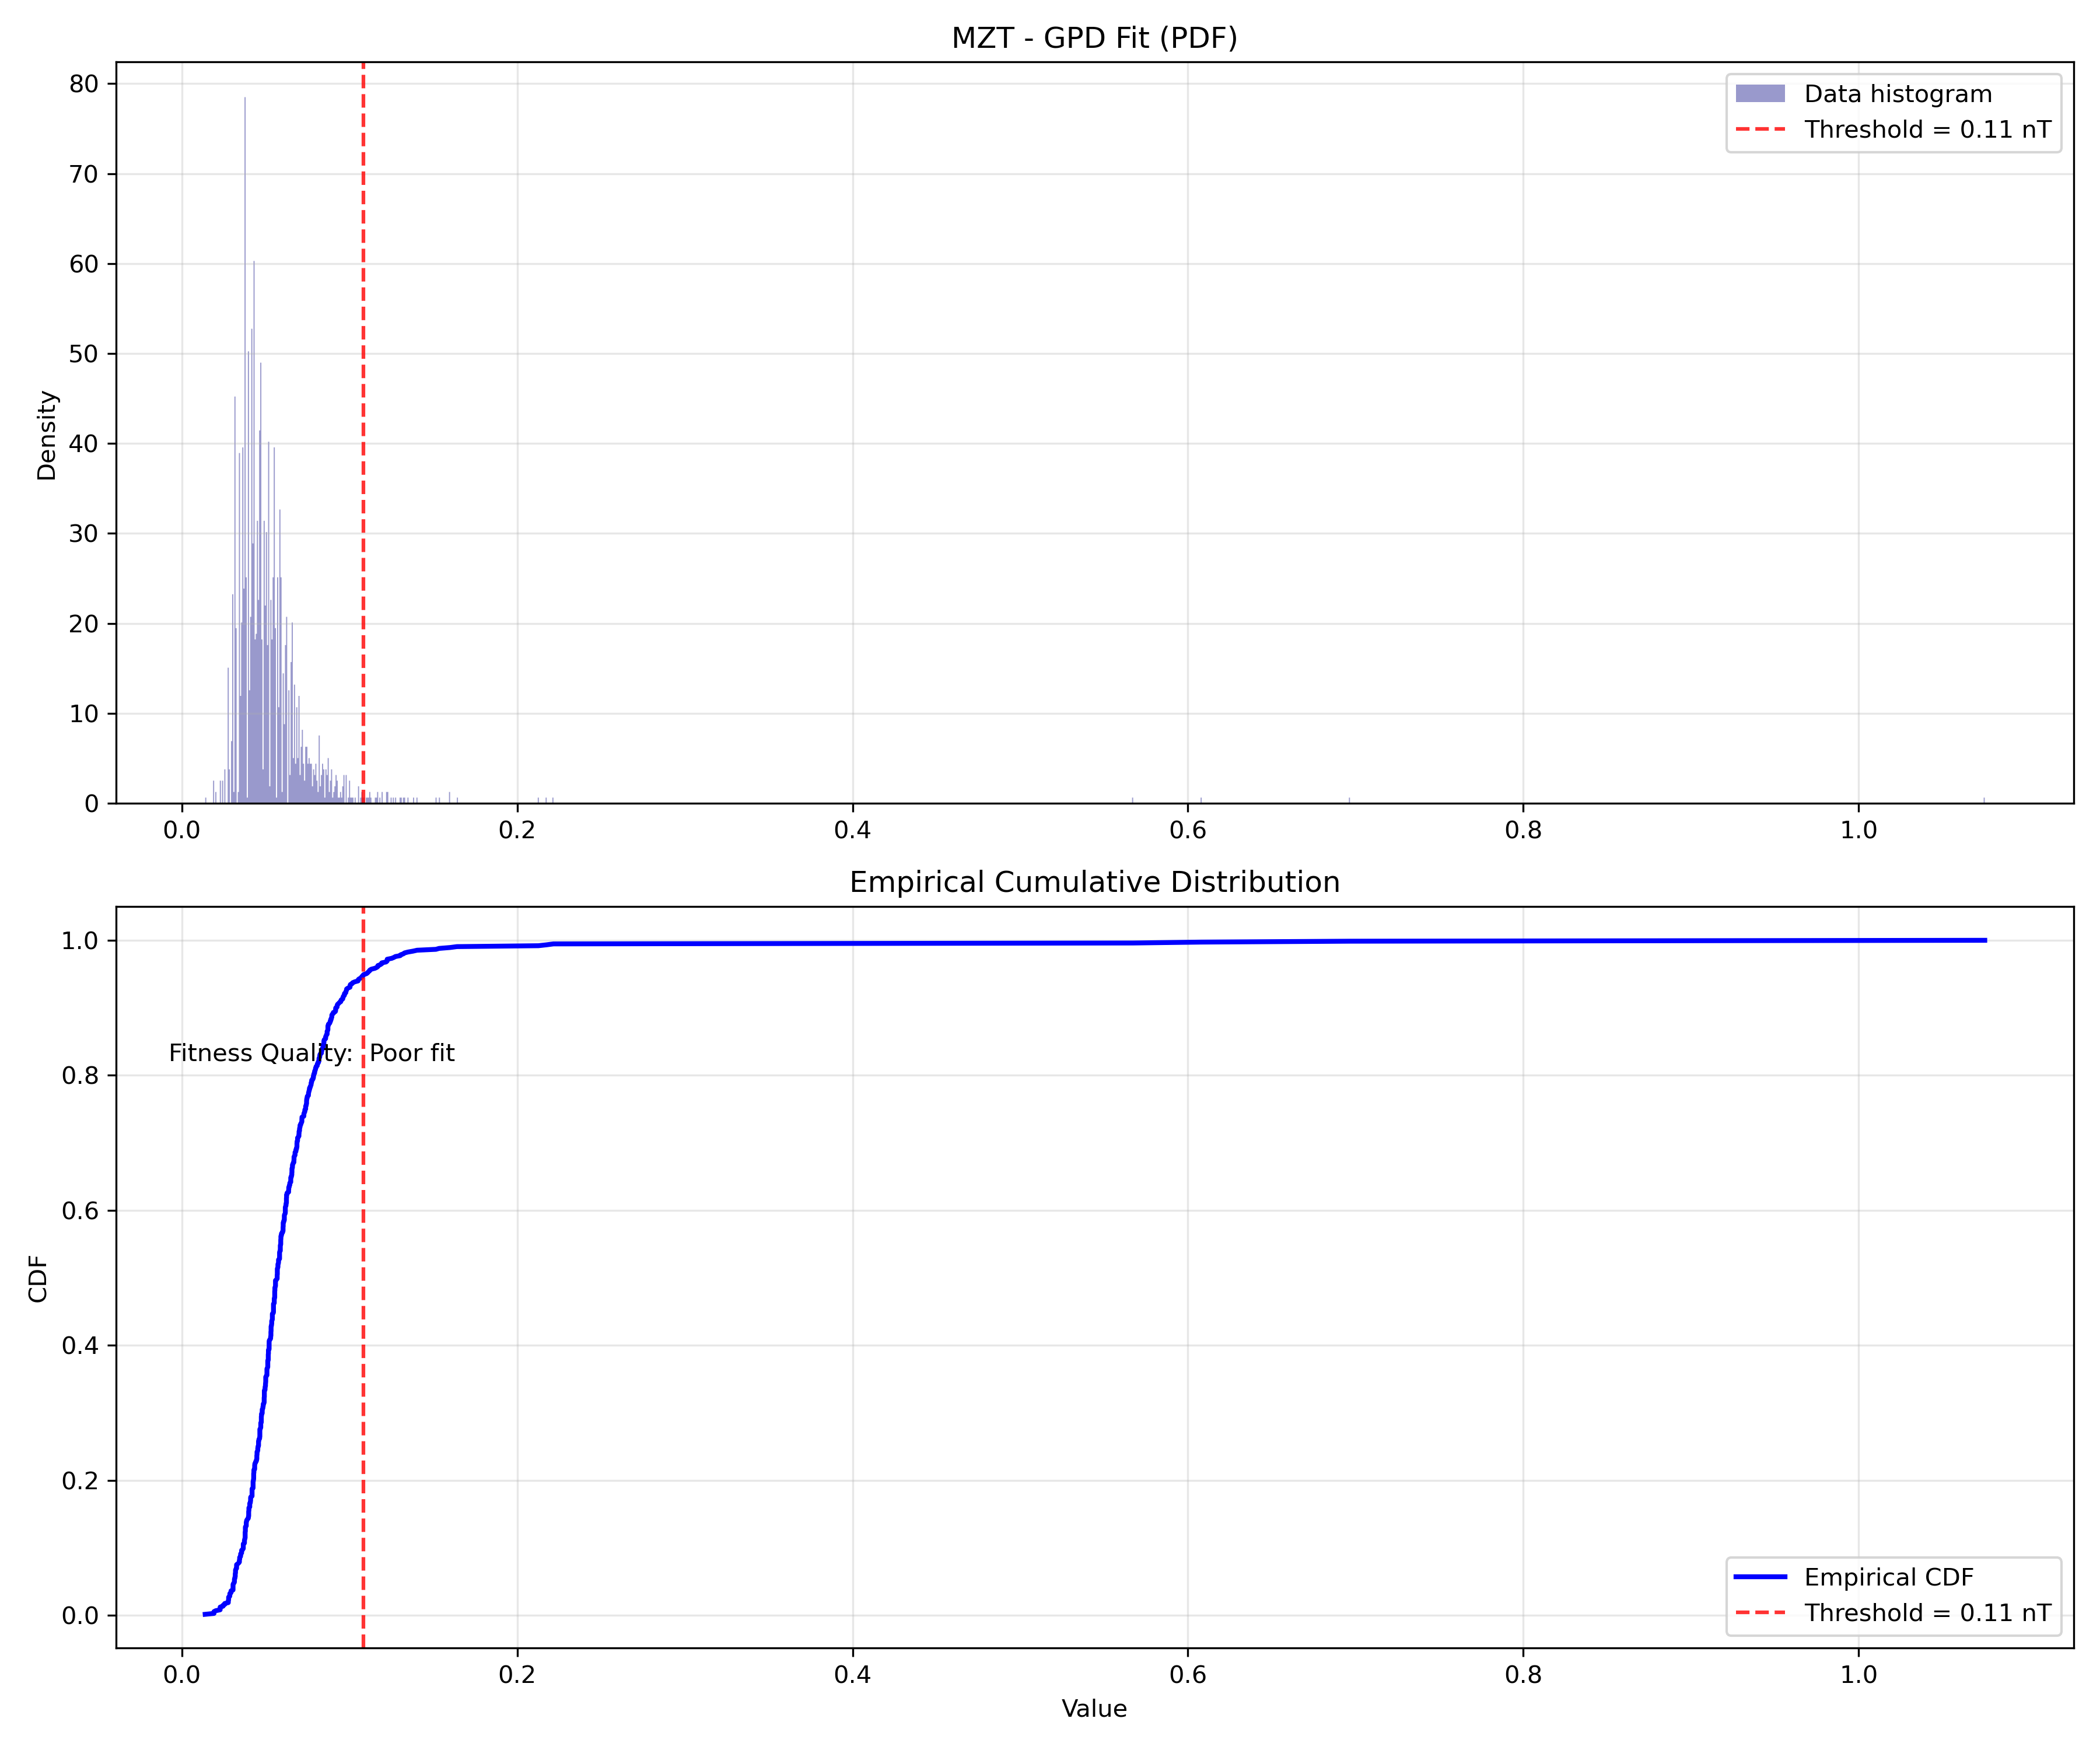 MZT - GPD Fit (PDF)
Density
80
70
60
50
40
30
20
10
0
0.0 0.2 0.4 0.6 0.8 1.0
Data histogram
Threshold = 0.11 nT
Empirical Cumulative Distribution
CDF
1.0
0.8
0.6
0.4
0.2
0.0
Fitness Quality: Poor fit
Empirical CDF
Threshold = 0.11 nT
0.0 0.2 0.4 0.6 0.8 1.0
Value